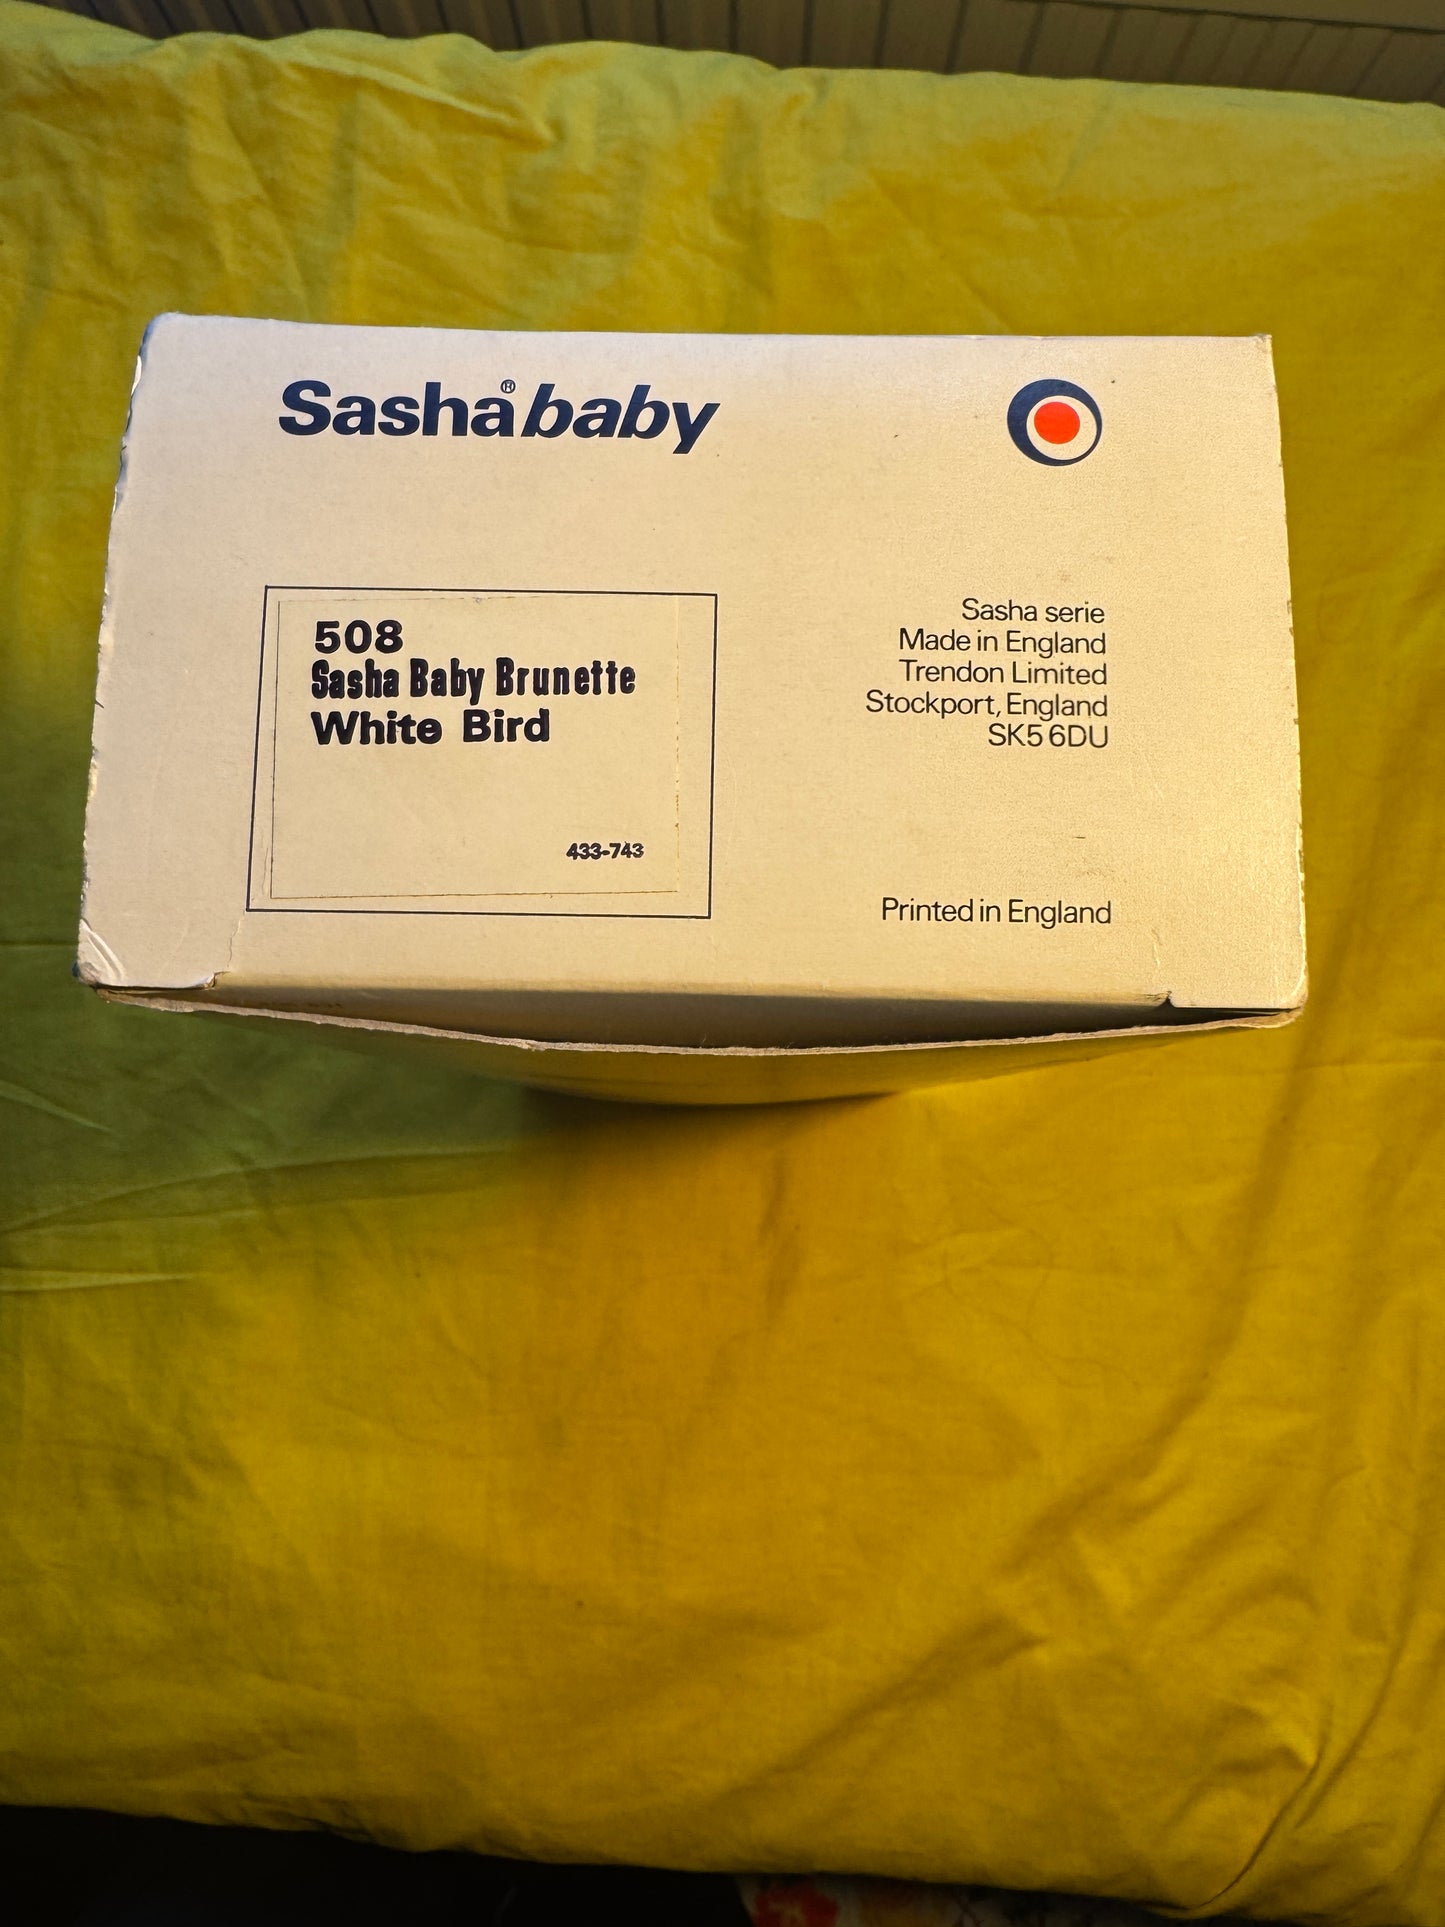 Sasha® baby
508
Sasha Baby Brunette
White Bird
433-743
Sasha serie
Made in England
Trendon Limited
Stockport, England
SK5 6DU
Printed in England